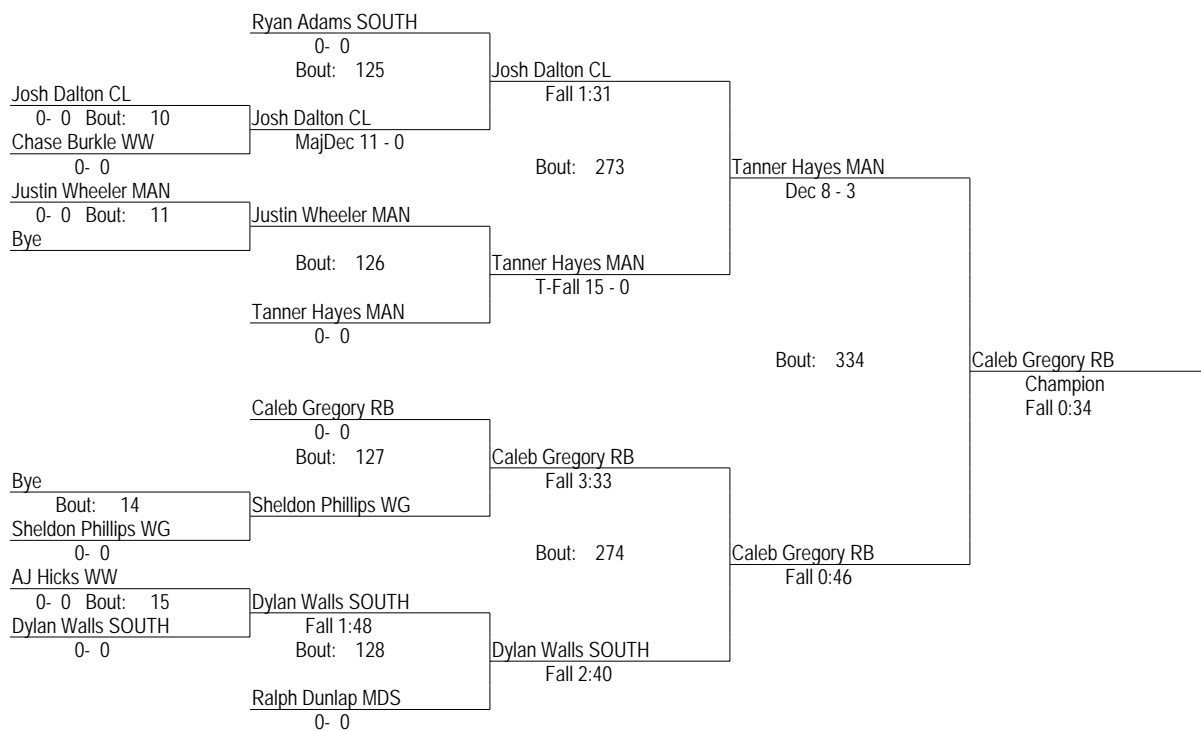 Ryan Adams SOUTH
0- 0
Bout: 125
Josh Dalton CL
Fall 1:31
Josh Dalton CL
0- 0 Bout: 10
Josh Dalton CL
Chase Burkle WW
MajDec 11 - 0
0- 0
Bout: 273
Tanner Hayes MAN
Justin Wheeler MAN
Dec 8 - 3
0- 0 Bout: 11
Justin Wheeler MAN
Bye
Bout: 126
Tanner Hayes MAN
T-Fall 15 - 0
Tanner Hayes MAN
0- 0
Bout: 334
Caleb Gregory RB
Champion
Fall 0:34
Caleb Gregory RB
0- 0
Bout: 127
Caleb Gregory RB
Fall 3:33
Bye
Bout: 14
Sheldon Phillips WG
Sheldon Phillips WG
0- 0
Bout: 274
Caleb Gregory RB
Fall 0:46
AJ Hicks WW
0- 0 Bout: 15
Dylan Walls SOUTH
Dylan Walls SOUTH
Fall 1:48
0- 0
Bout: 128
Dylan Walls SOUTH
Fall 2:40
Ralph Dunlap MDS
0- 0